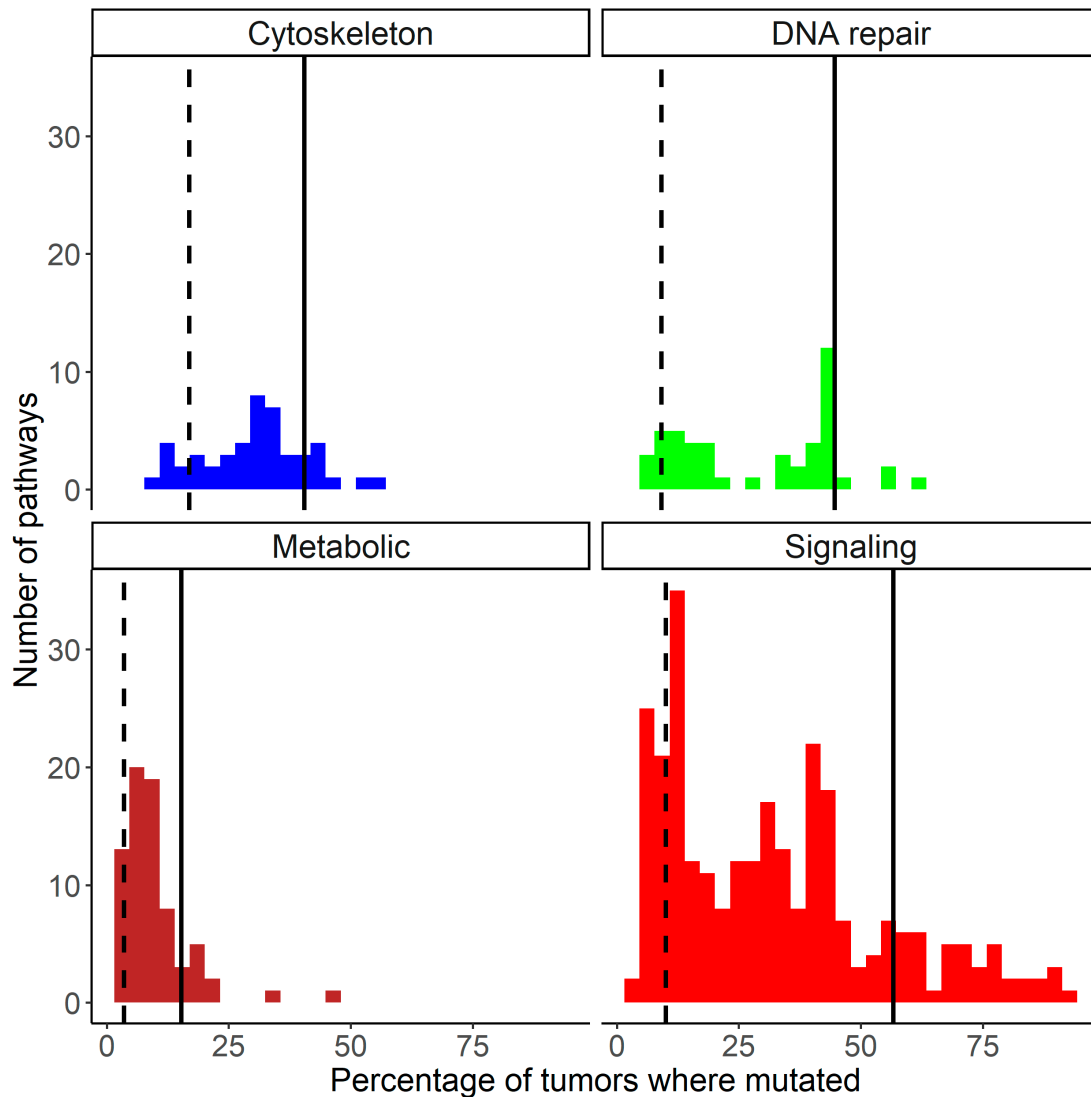 Cytoskeleton
DNA repair
30
20
10
0
Number of pathways
Metabolic
Signaling
30
20
10
0
0 25 50 75
0 25 50 75
Percentage of tumors where mutated